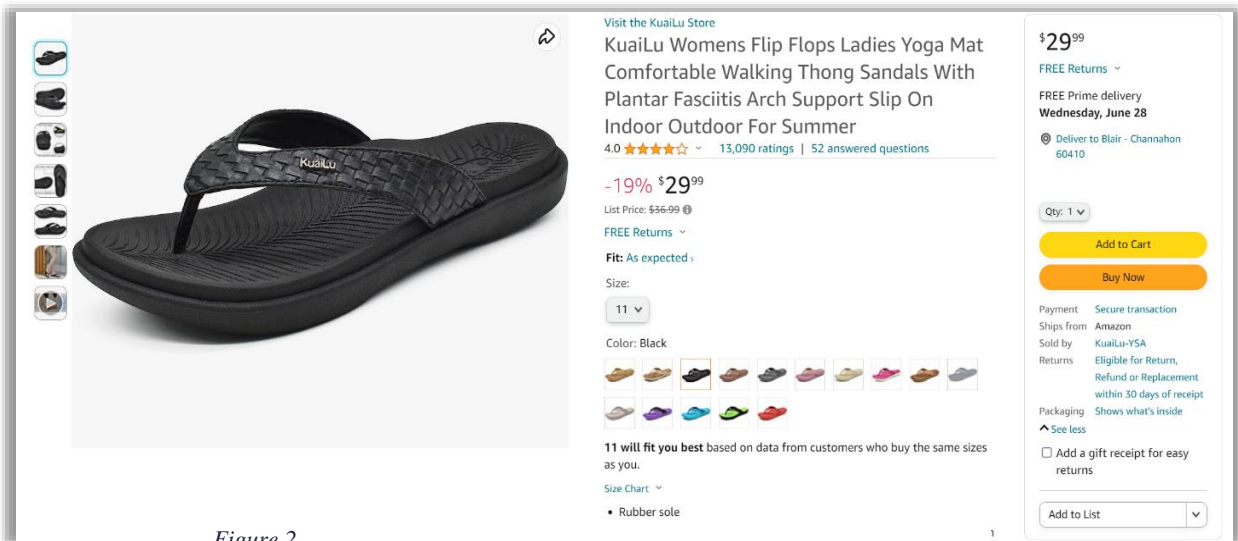 Visit the KuaiLu Store
KuaiLu Womens Flip Flops Ladies Yoga Mat
Comfortable Walking Thong Sandals With
Plantar Fasciitis Arch Support Slip On
Indoor Outdoor For Summer
4.0 13,090 ratings | 52 answered questions
-19% $2999
List Price: $36.99
FREE Returns
Fit: As expected ›
Size:
11
Color: Black
11 will fit you best based on data from customers who buy the same sizes
as you.
Size Chart
• Rubber sole
KuaiLu
$2999
FREE Returns
FREE Prime delivery
Wednesday, June 28
Deliver to Blair - Channahon
60410
Qty: 1
Add to Cart
Buy Now
Payment Secure transaction
Ships from Amazon
Sold by KuaiLu-YSA
Returns Eligible for Return,
Refund or Replacement
within 30 days of receipt
Packaging Shows what's inside
See less
Add a gift receipt for easy
returns
Add to List
1
Figure 2